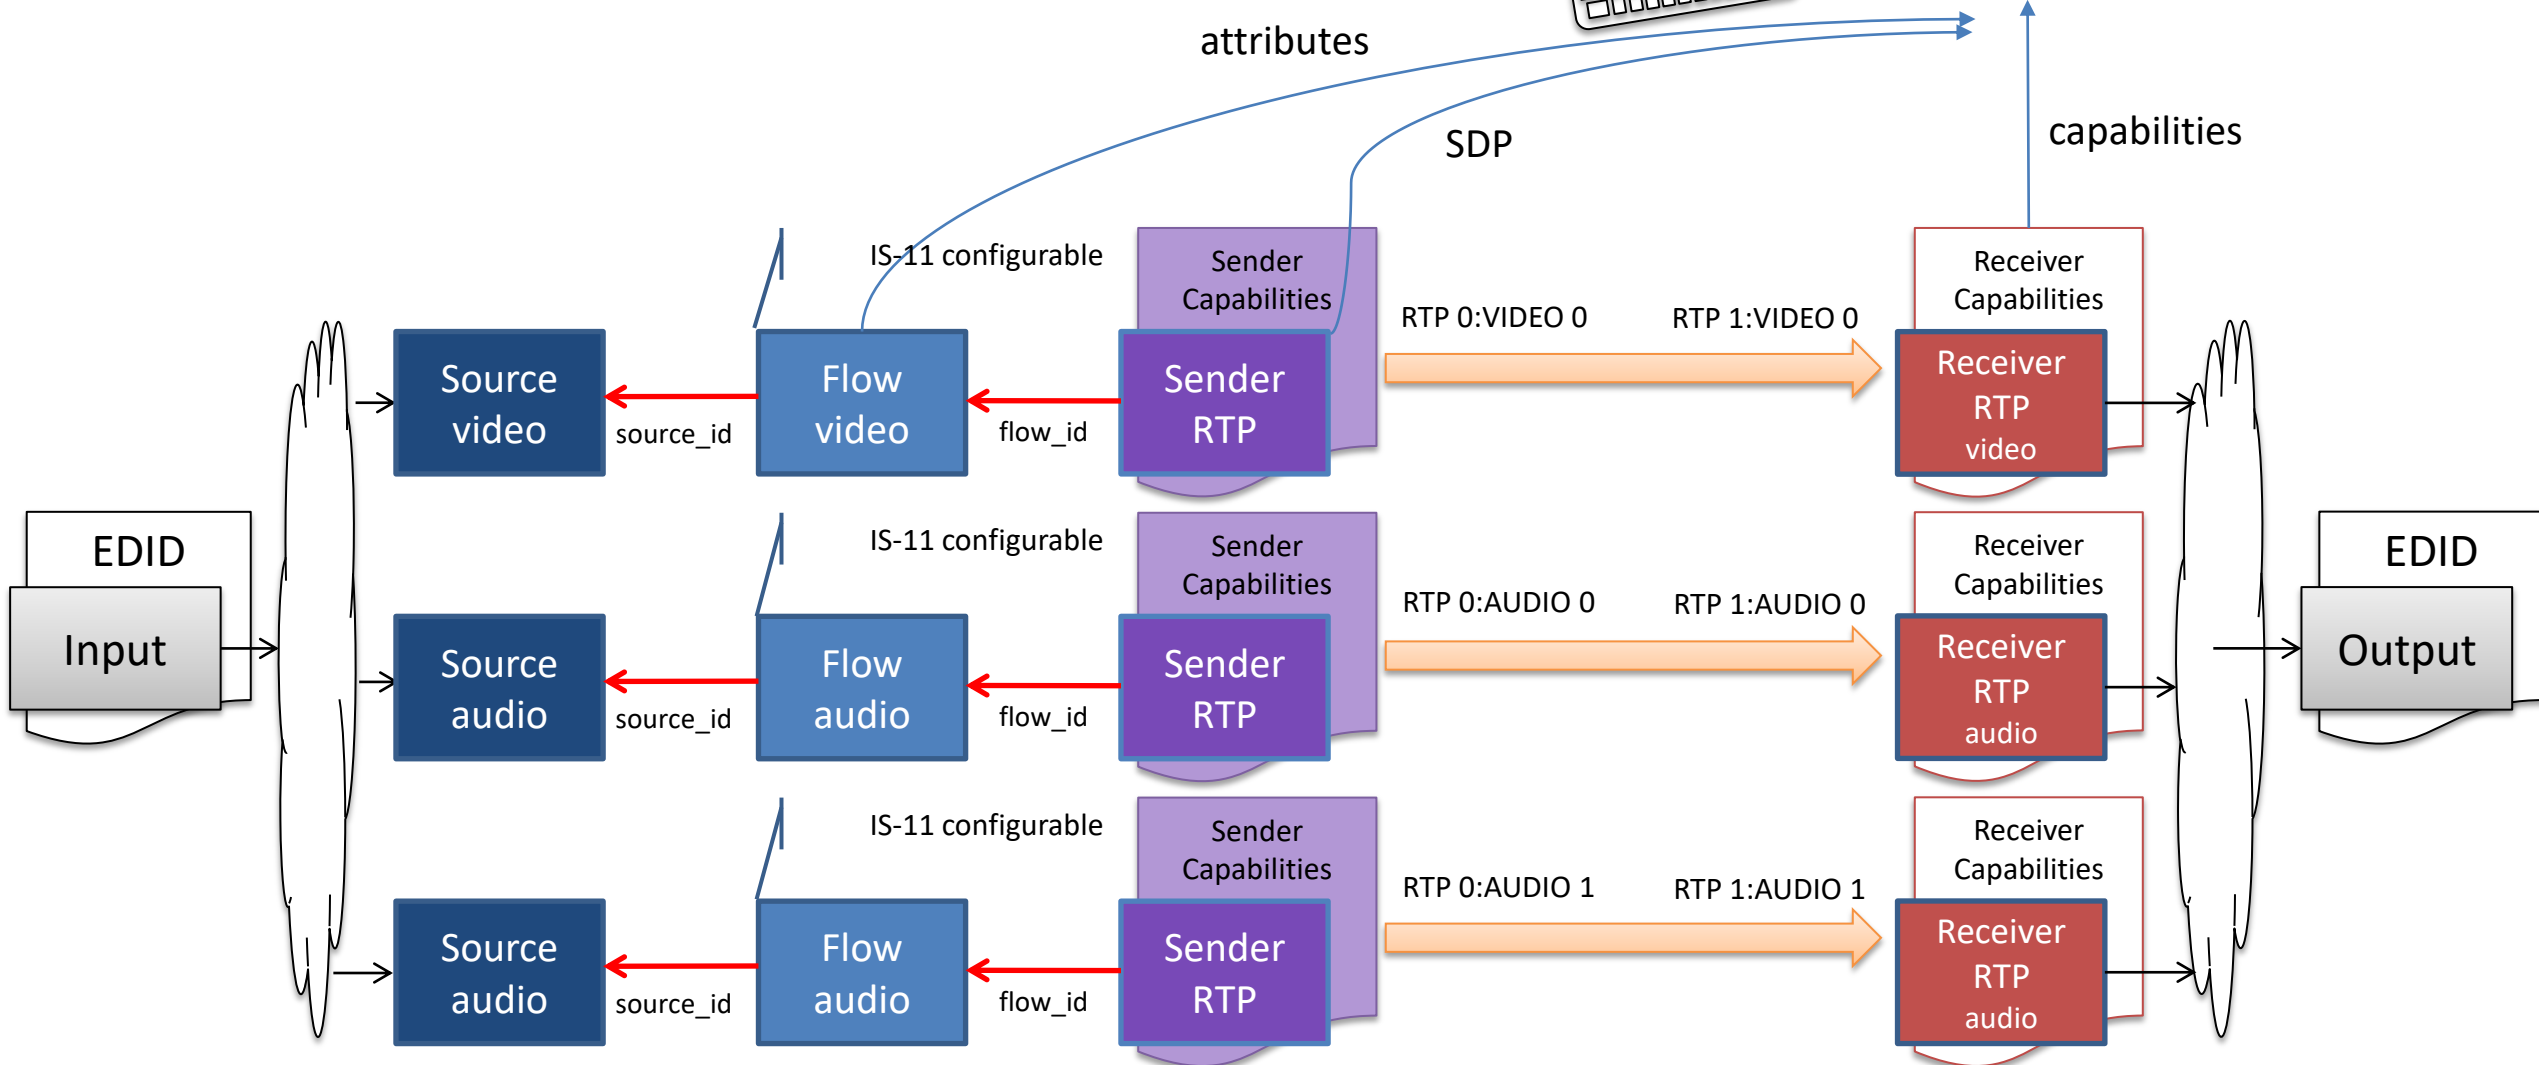 attributes
SDP
capabilities
IS-11 configurable
Sender
Capabilities
Receiver
Capabilities
RTP 0:VIDEO 0
RTP 1:VIDEO 0
Source
video
source_id
Flow
video
flow_id
Sender
RTP
Receiver
RTP
video
EDID
Input
IS-11 configurable
Sender
Capabilities
Receiver
Capabilities
EDID
Output
RTP 0:AUDIO 0
RTP 1:AUDIO 0
Source
audio
source_id
Flow
audio
flow_id
Sender
RTP
Receiver
RTP
audio
IS-11 configurable
Sender
Capabilities
Receiver
Capabilities
RTP 0:AUDIO 1
RTP 1:AUDIO 1
Source
audio
source_id
Flow
audio
flow_id
Sender
RTP
Receiver
RTP
audio